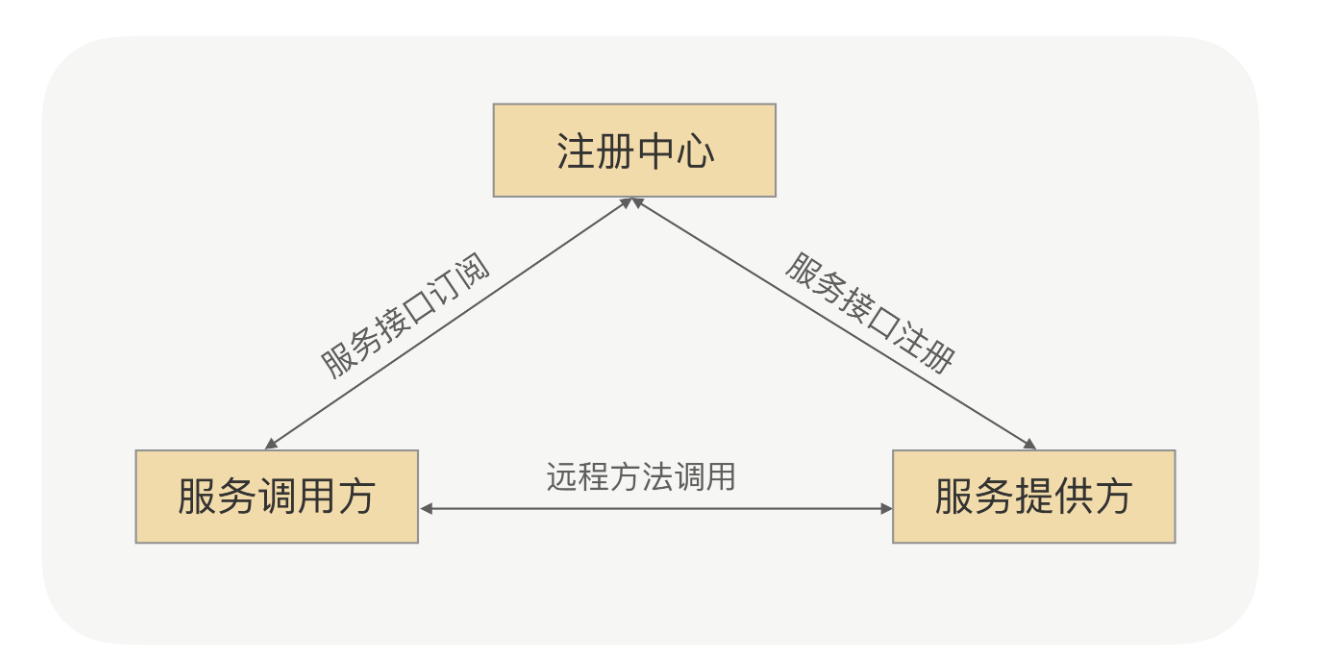 注册中心
服务接口订阅
服务接口注册
服务调用方
远程方法调用
服务提供方